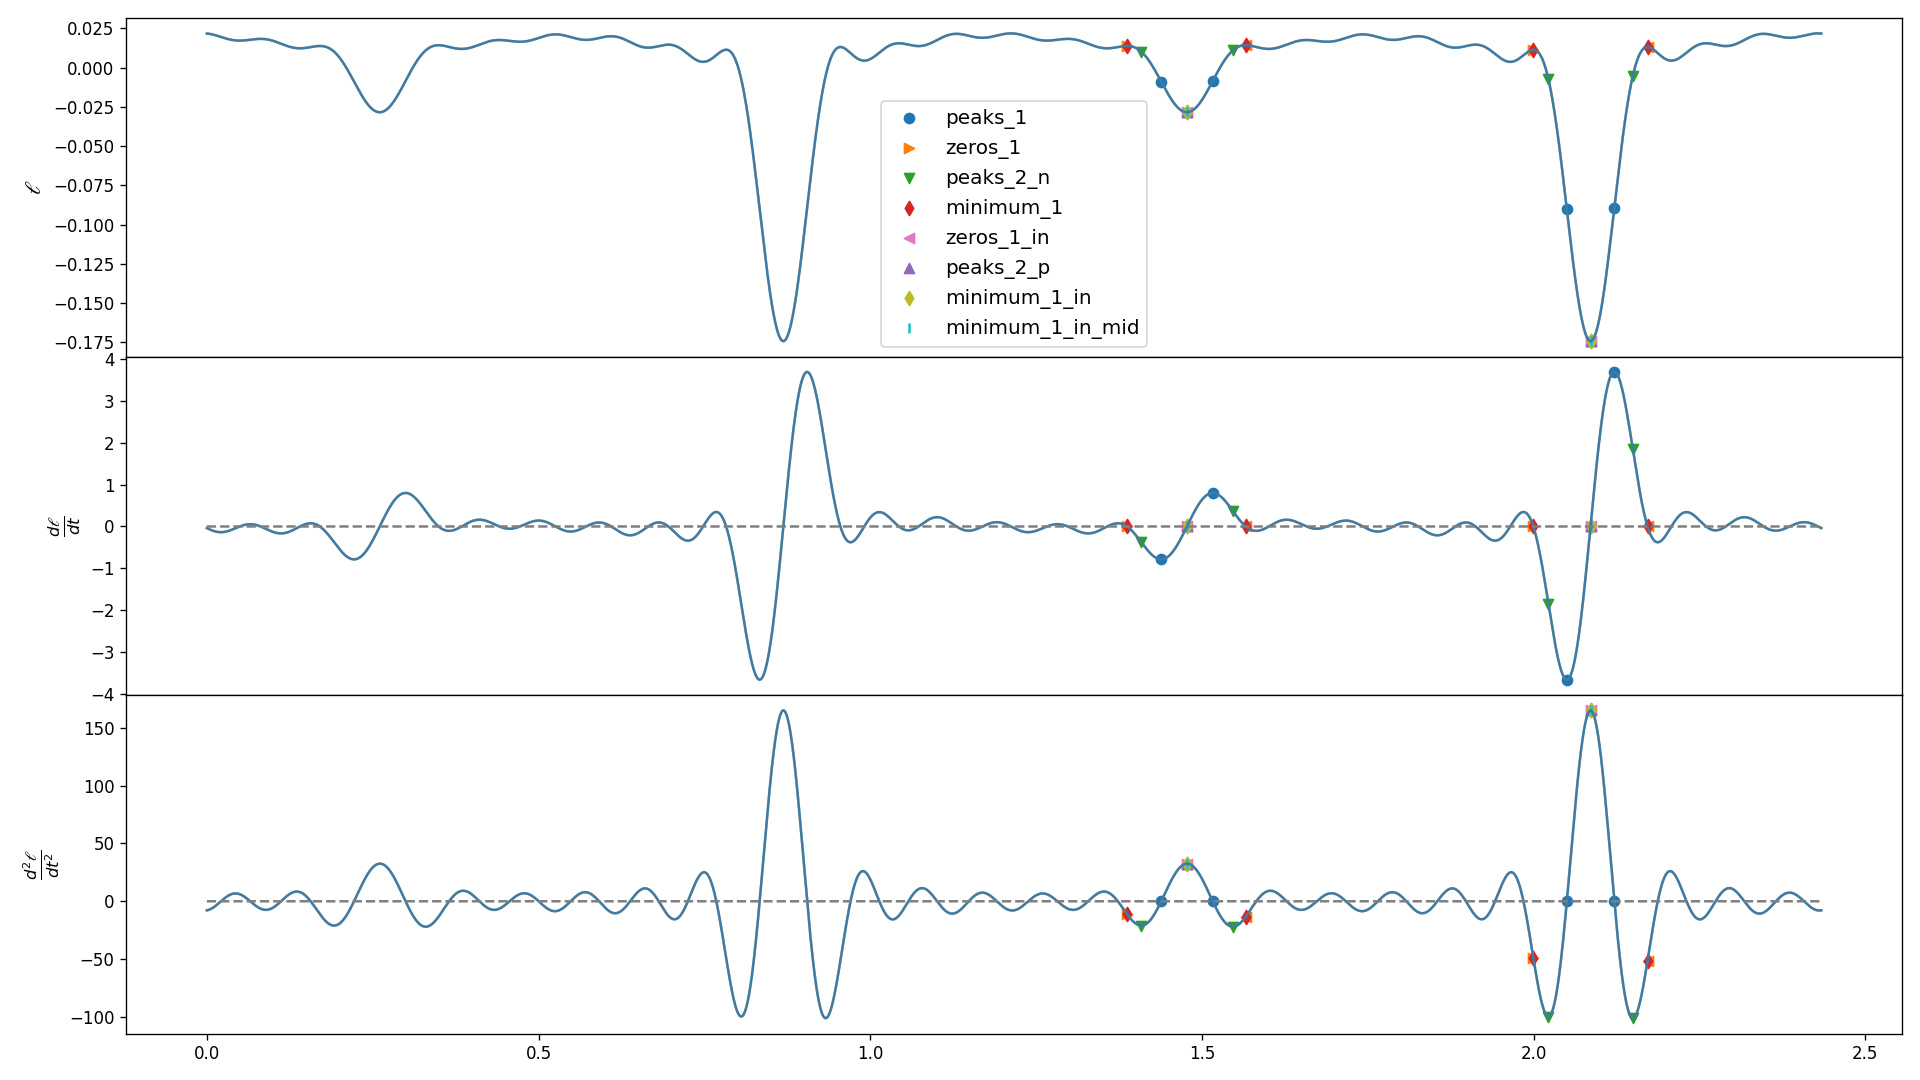 0.025
0.000
−0.025
−0.050
−0.075
−0.100
−0.125
−0.150
−0.175
ℓ
peaks_1
zeros_1
peaks_2_n
minimum_1
zeros_1_in
peaks_2_p
minimum_1_in
minimum_1_in_mid
4
3
2
1
0
−1
−2
−3
−4
dℓ
dt
150
100
50
0
−50
−100
d²ℓ
dt²
0.0 0.5 1.0 1.5 2.0 2.5